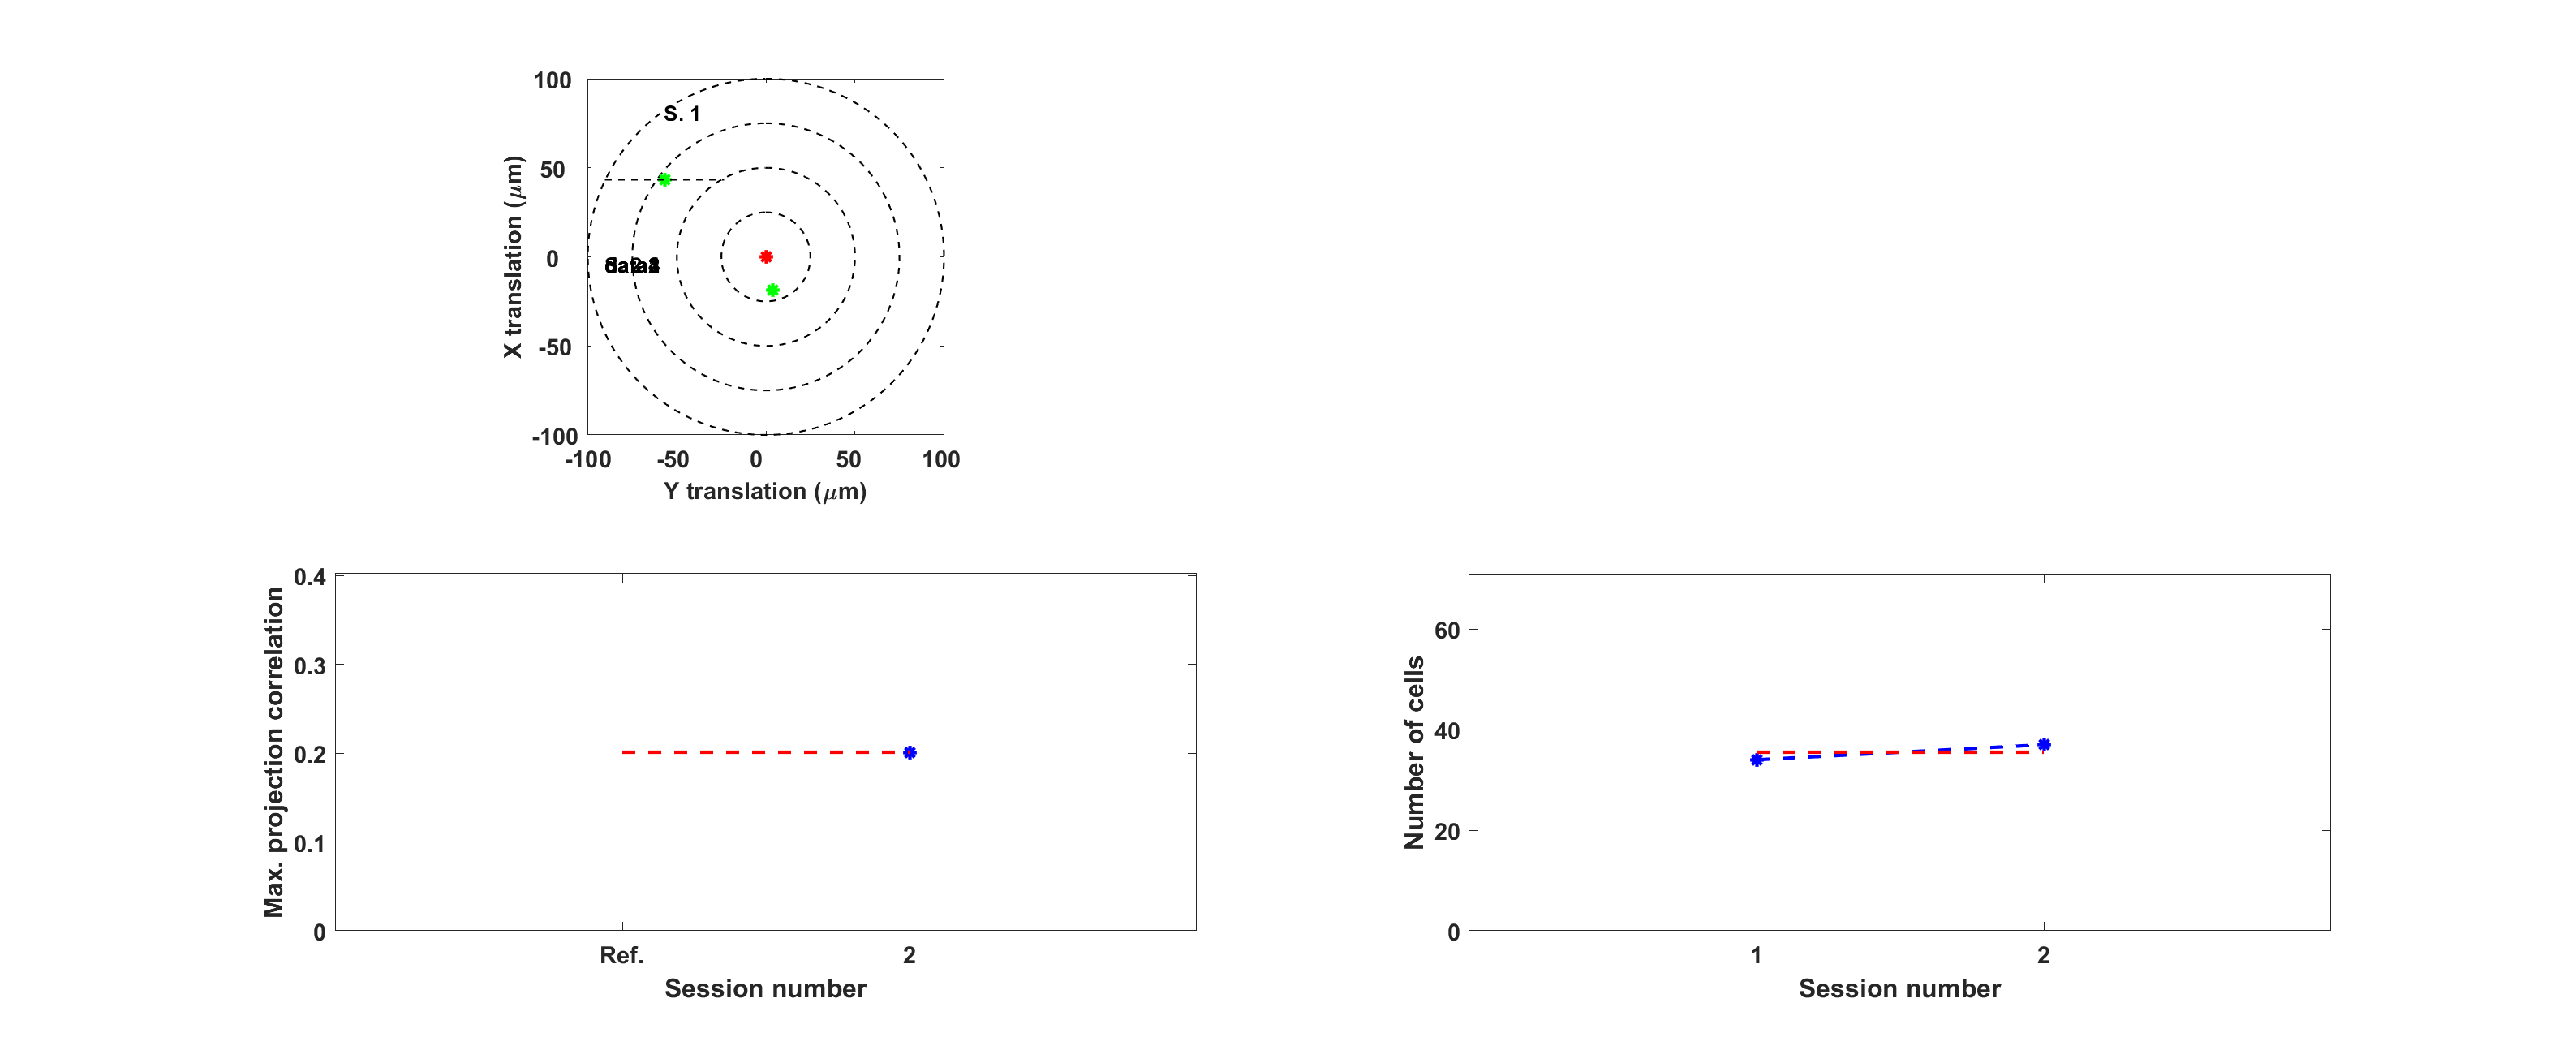 100
S. 1
50
0
-50
-100
X translation (μm)
-100 -50 0 50 100
Y translation (μm)
0.4
0.3
0.2
0.1
0
Max. projection correlation
Ref. 2
Session number
60
40
20
0
Number of cells
1 2
Session number